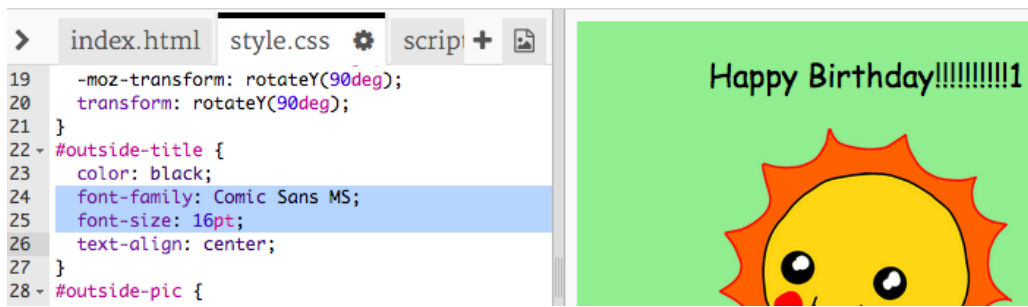 index.html style.css script
19 -moz-transform: rotateY(90deg);
20 transform: rotateY(90deg);
21 }
22 #outside-title {
23 color: black;
24 font-family: Comic Sans MS;
25 font-size: 16pt;
26 text-align: center;
27 }
28 #outside-pic {
Happy Birthday!!!!!!!!!!1